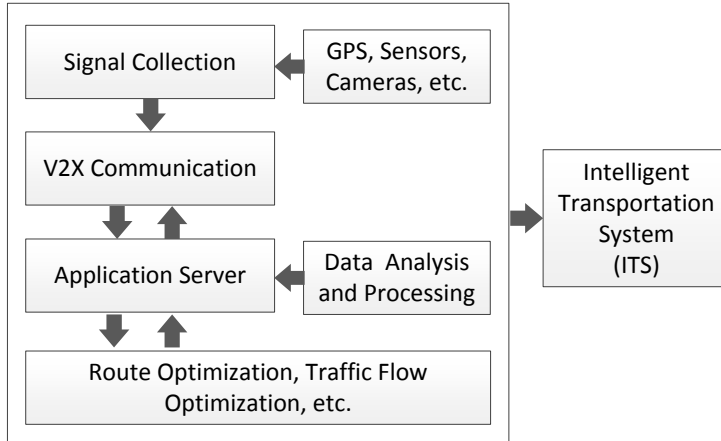 Signal Collection
GPS, Sensors,
Cameras, etc.
V2X Communication
Intelligent
Transportation
System
(ITS)
Application Server
Data Analysis
and Processing
Route Optimization, Traffic Flow
Optimization, etc.